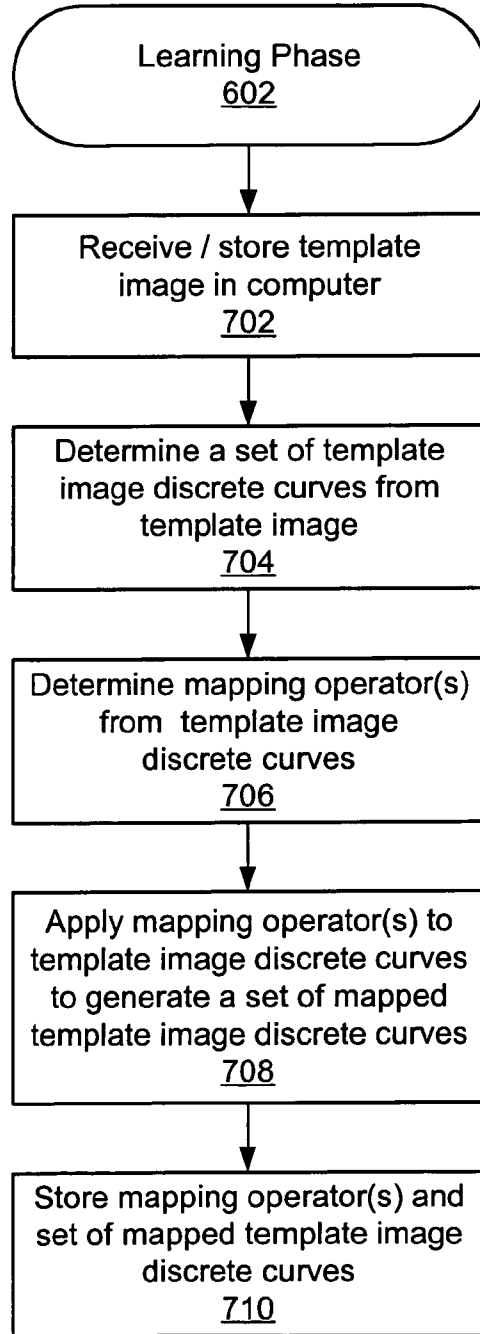 Learning Phase
602
Receive / store template
image in computer
702
Determine a set of template
image discrete curves from
template image
704
Determine mapping operator(s)
from template image
discrete curves
706
Apply mapping operator(s) to
template image discrete curves
to generate a set of mapped
template image discrete curves
708
Store mapping operator(s) and
set of mapped template image
discrete curves
710